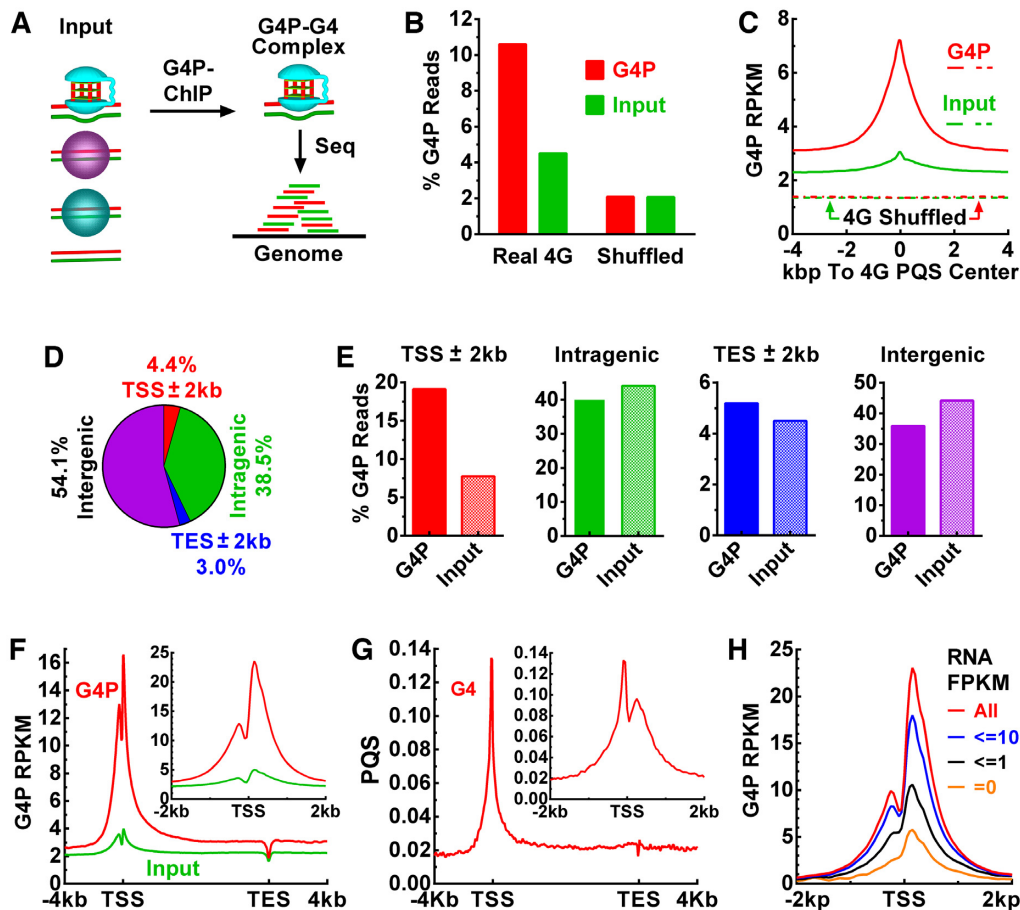 A
Input
G4P-
ChIP
G4P-G4
Complex
Seq
Genome
B
% G4P Reads
12
10
8
6
4
2
0
G4P
Input
Real 4G
Shuffled
C
G4P RPKM
8
6
4
2
0
G4P
Input
4G Shuffled
-4
-2
0
2
4
kbp To 4G PQS Center
D
4.4%
TSS ± 2kb
54.1%
Intergenic
Intragenic
38.5%
TES ± 2kb
3.0%
E
% G4P Reads
TSS ± 2kb
20
15
10
5
0
G4P
Input
Intragenic
40
30
20
10
0
G4P
Input
TES ± 2kb
6
4
2
0
G4P
Input
Intergenic
40
30
20
10
0
G4P
Input
F
G4P RPKM
16
14
12
10
8
6
4
2
0
G4P
Input
-4kb
TSS
TES
4kb
25
20
15
10
5
0
-2kb
TSS
2kb
G
PQS
0.14
0.12
0.10
0.08
0.06
0.04
0.02
0.00
G4
-4Kb
TSS
TES
4Kb
0.14
0.12
0.10
0.08
0.06
0.04
0.02
0.00
-2kb
TSS
2kb
H
G4P RPKM
25
20
15
10
5
0
RNA
FPKM
All
<=10
<=1
=0
-2kp
TSS
2kp